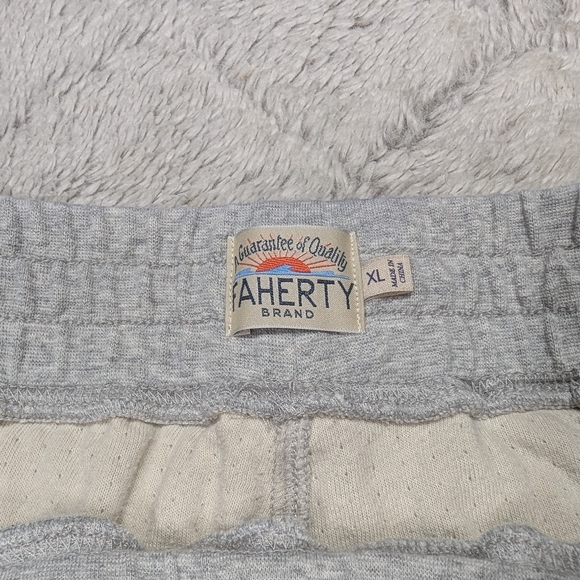 A Guarantee of Quality
FAHERTY
BRAND
XL
MADE IN
CHINA